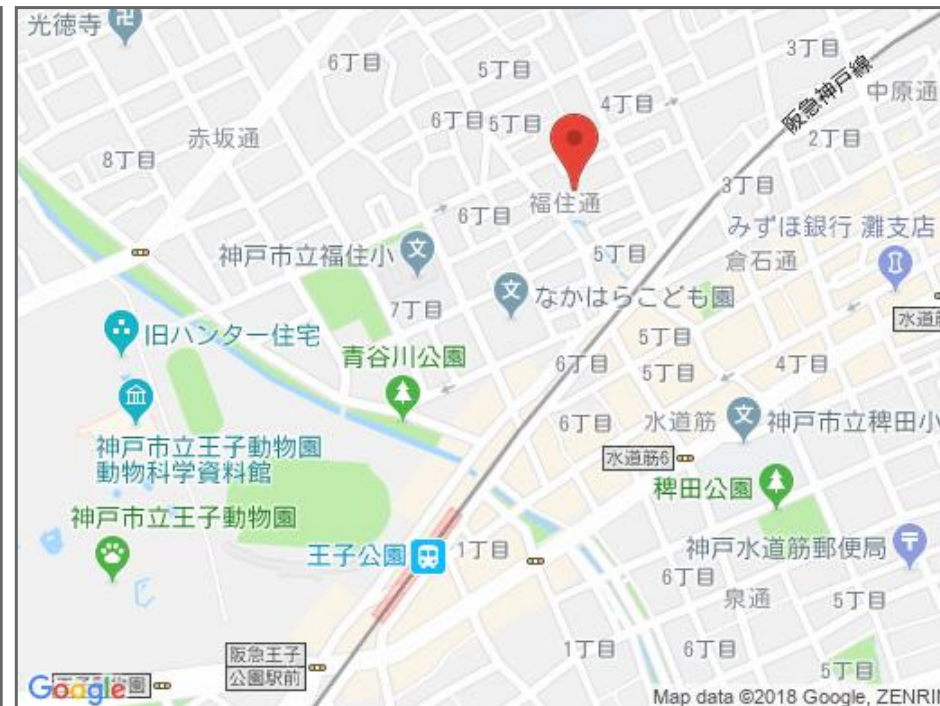 光徳寺
3丁目
6丁目
5丁目
阪急神戸線
中原通
4丁目
6丁目
5丁目
赤坂通
2丁目
8丁目
3丁目
福住通
6丁目
みずほ銀行 灘支店
神戸市立福住小
5丁目
倉石通
なかはらこども園
7丁目
旧ハンター住宅
5丁目
青谷川公園
6丁目
5丁目
4丁目
6丁目
水道筋
神戸市立稗田小
神戸市立王子動物園
動物科学資料館
水道筋6
稗田公園
神戸市立王子動物園
王子公園
1丁目
神戸水道筋郵便局
6丁目
泉通
5丁目
1丁目
6丁目
阪急王子
公園駅前
5丁目
Google
Map data ©2018 Google, ZENRIN